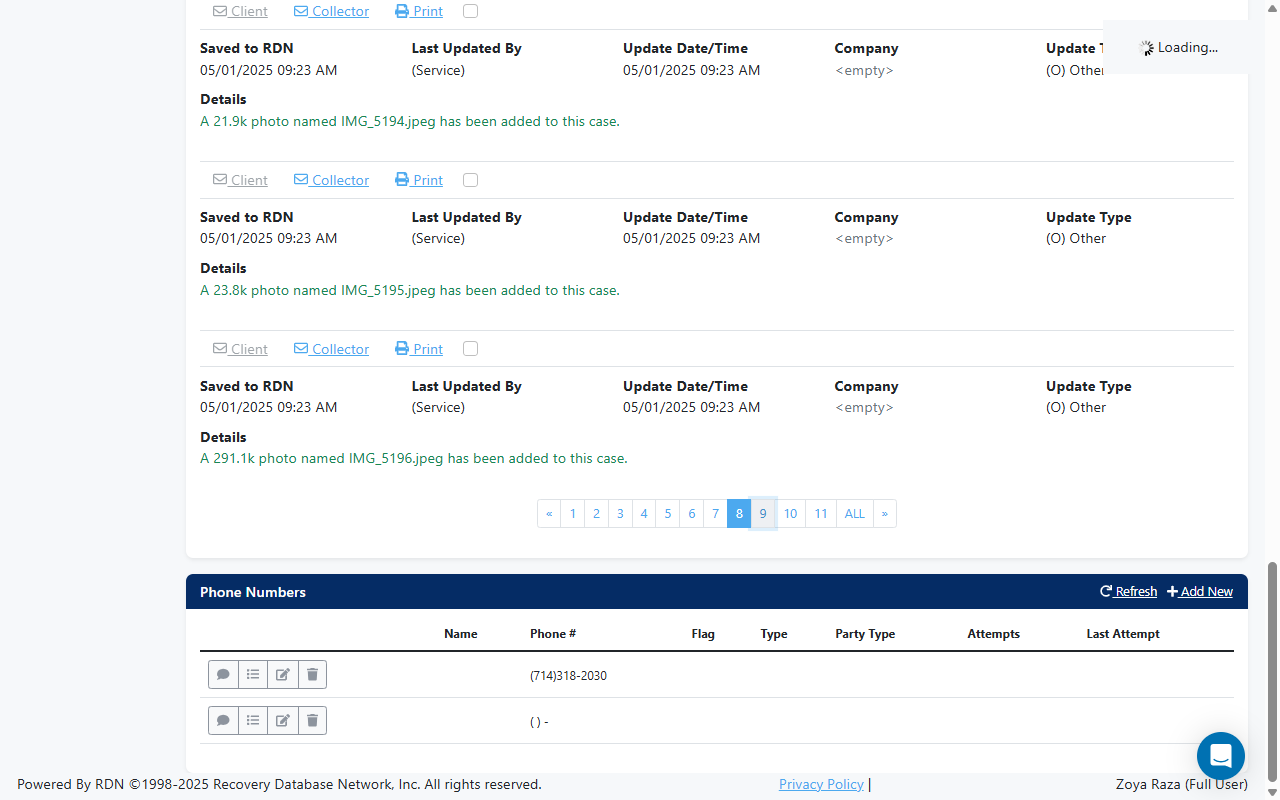 Client Collector Print
Loading...
Saved to RDN Last Updated By Update Date/Time Company Update T
05/01/2025 09:23 AM (Service) 05/01/2025 09:23 AM <empty> (O) Other
Details
A 21.9k photo named IMG_5194.jpeg has been added to this case.
Client Collector Print
Saved to RDN Last Updated By Update Date/Time Company Update Type
05/01/2025 09:23 AM (Service) 05/01/2025 09:23 AM <empty> (O) Other
Details
A 23.8k photo named IMG_5195.jpeg has been added to this case.
Client Collector Print
Saved to RDN Last Updated By Update Date/Time Company Update Type
05/01/2025 09:23 AM (Service) 05/01/2025 09:23 AM <empty> (O) Other
Details
A 291.1k photo named IMG_5196.jpeg has been added to this case.
« 1 2 3 4 5 6 7 8 9 10 11 ALL »
Phone Numbers Refresh Add New
Name Phone # Flag Type Party Type Attempts Last Attempt
(714)318-2030
( ) -
Powered By RDN ©1998-2025 Recovery Database Network, Inc. All rights reserved. Privacy Policy | Zoya Raza (Full User)